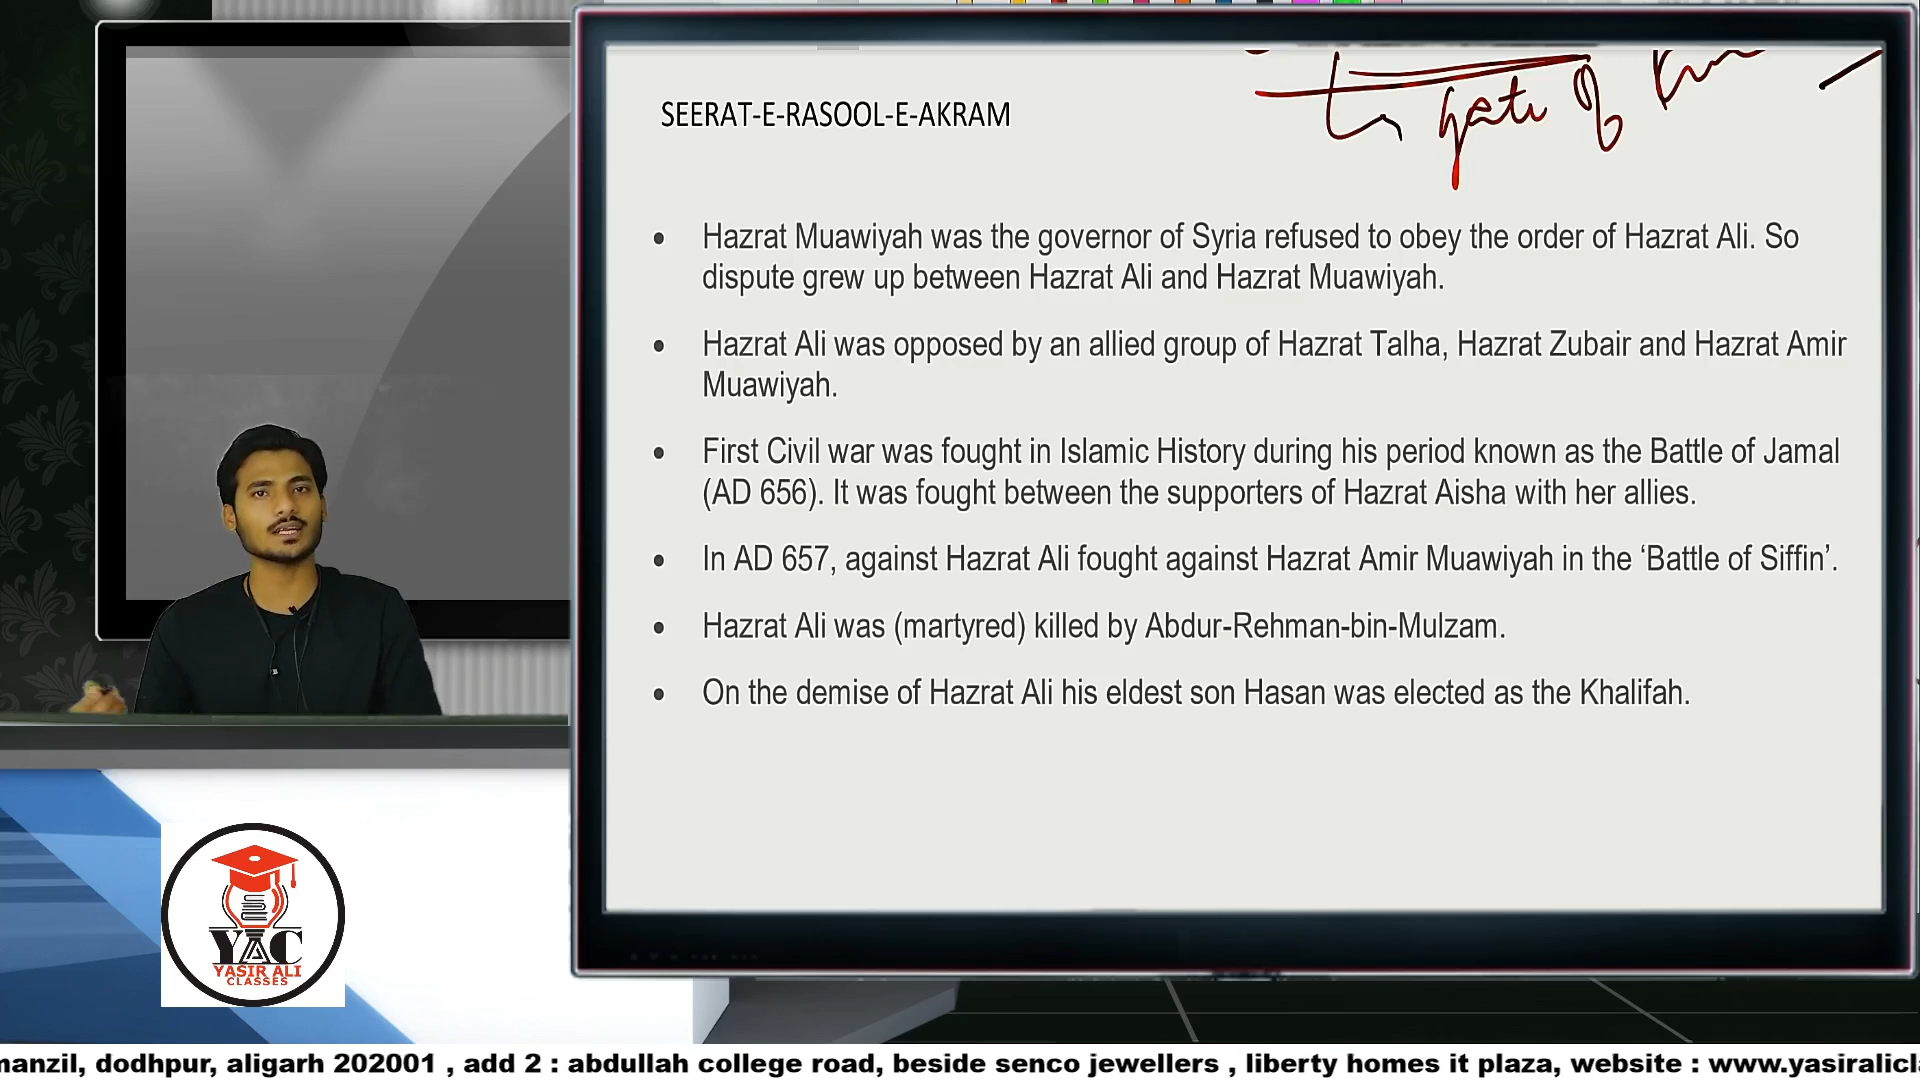 gate of
SEERAT-E-RASOOL-E-AKRAM
• Hazrat Muawiyah was the governor of Syria refused to obey the order of Hazrat Ali. So
dispute grew up between Hazrat Ali and Hazrat Muawiyah.
• Hazrat Ali was opposed by an allied group of Hazrat Talha, Hazrat Zubair and Hazrat Amir
Muawiyah.
• First Civil war was fought in Islamic History during his period known as the Battle of Jamal
(AD 656). It was fought between the supporters of Hazrat Aisha with her allies.
• In AD 657, against Hazrat Ali fought against Hazrat Amir Muawiyah in the ‘Battle of Siffin’.
• Hazrat Ali was (martyred) killed by Abdur-Rehman-bin-Mulzam.
• On the demise of Hazrat Ali his eldest son Hasan was elected as the Khalifah.
YAC
YASIR ALI
CLASSES
manzil, dodhpur, aligarh 202001 , add 2 : abdullah college road, beside senco jewellers , liberty homes it plaza, website : www.yasiralicla